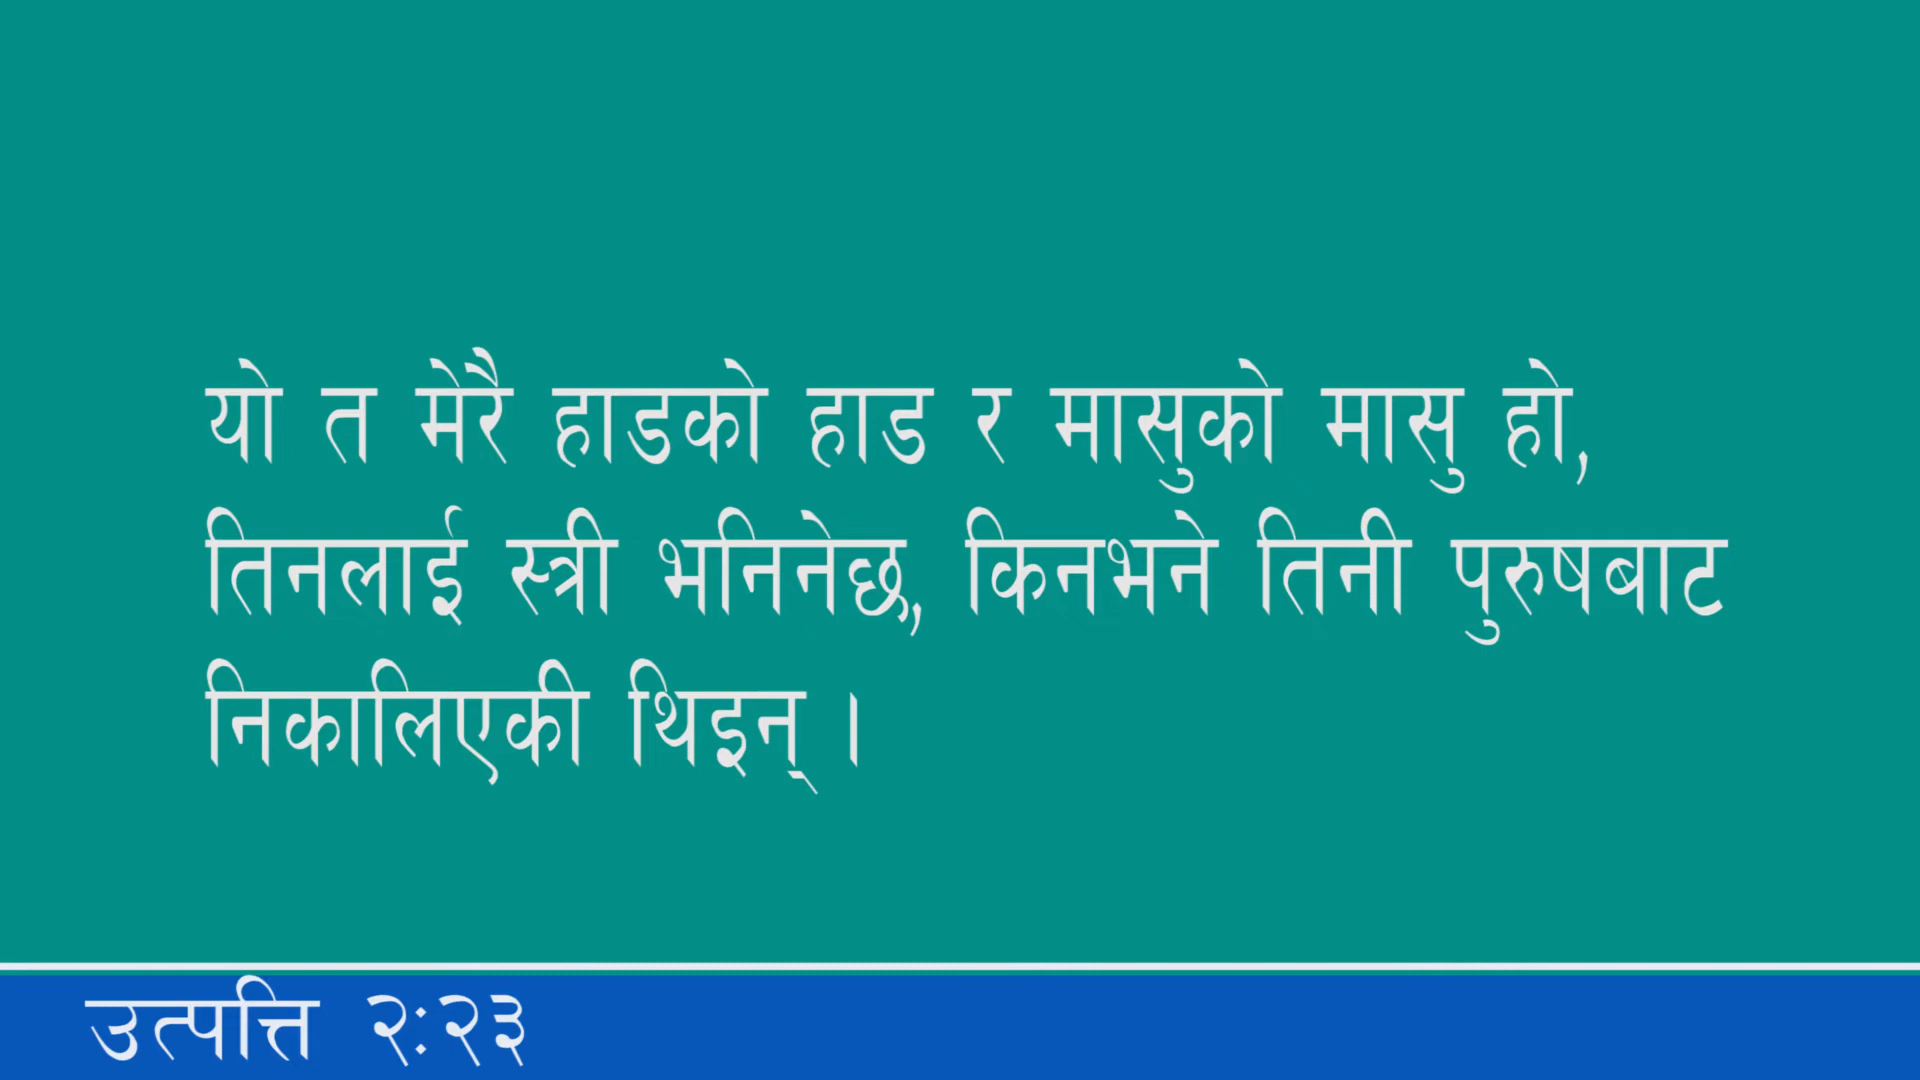 यो त मेरै हाडको हाड र मासुको मासु हो,
तिनलाई स्त्री भनिनेछ, किनभने तिनी पुरुषबाट
निकालिएकी थिइन् ।
उत्पत्ति २:२३